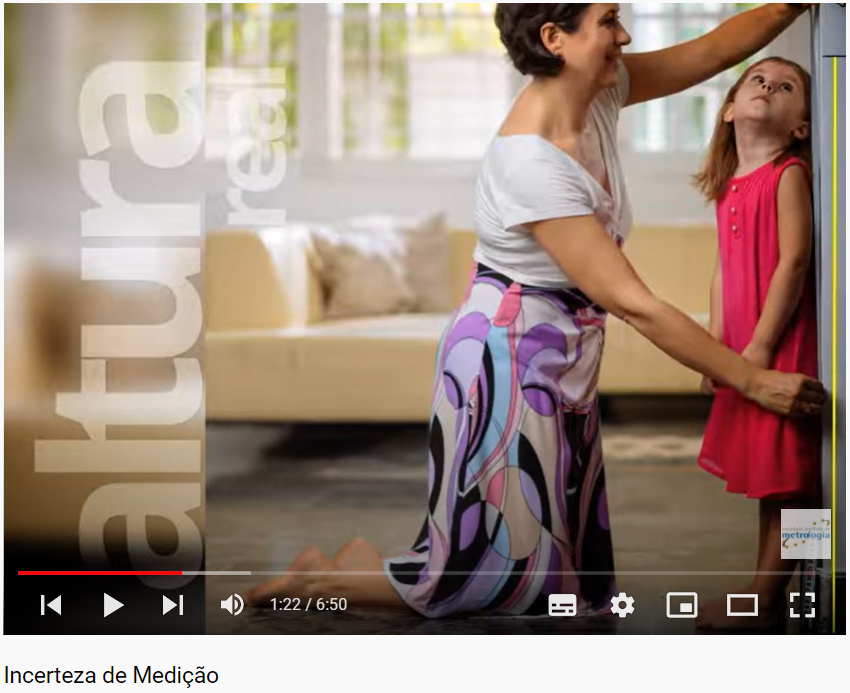 altura
real
metrologia
1:22 / 6:50
Incerteza de Medição